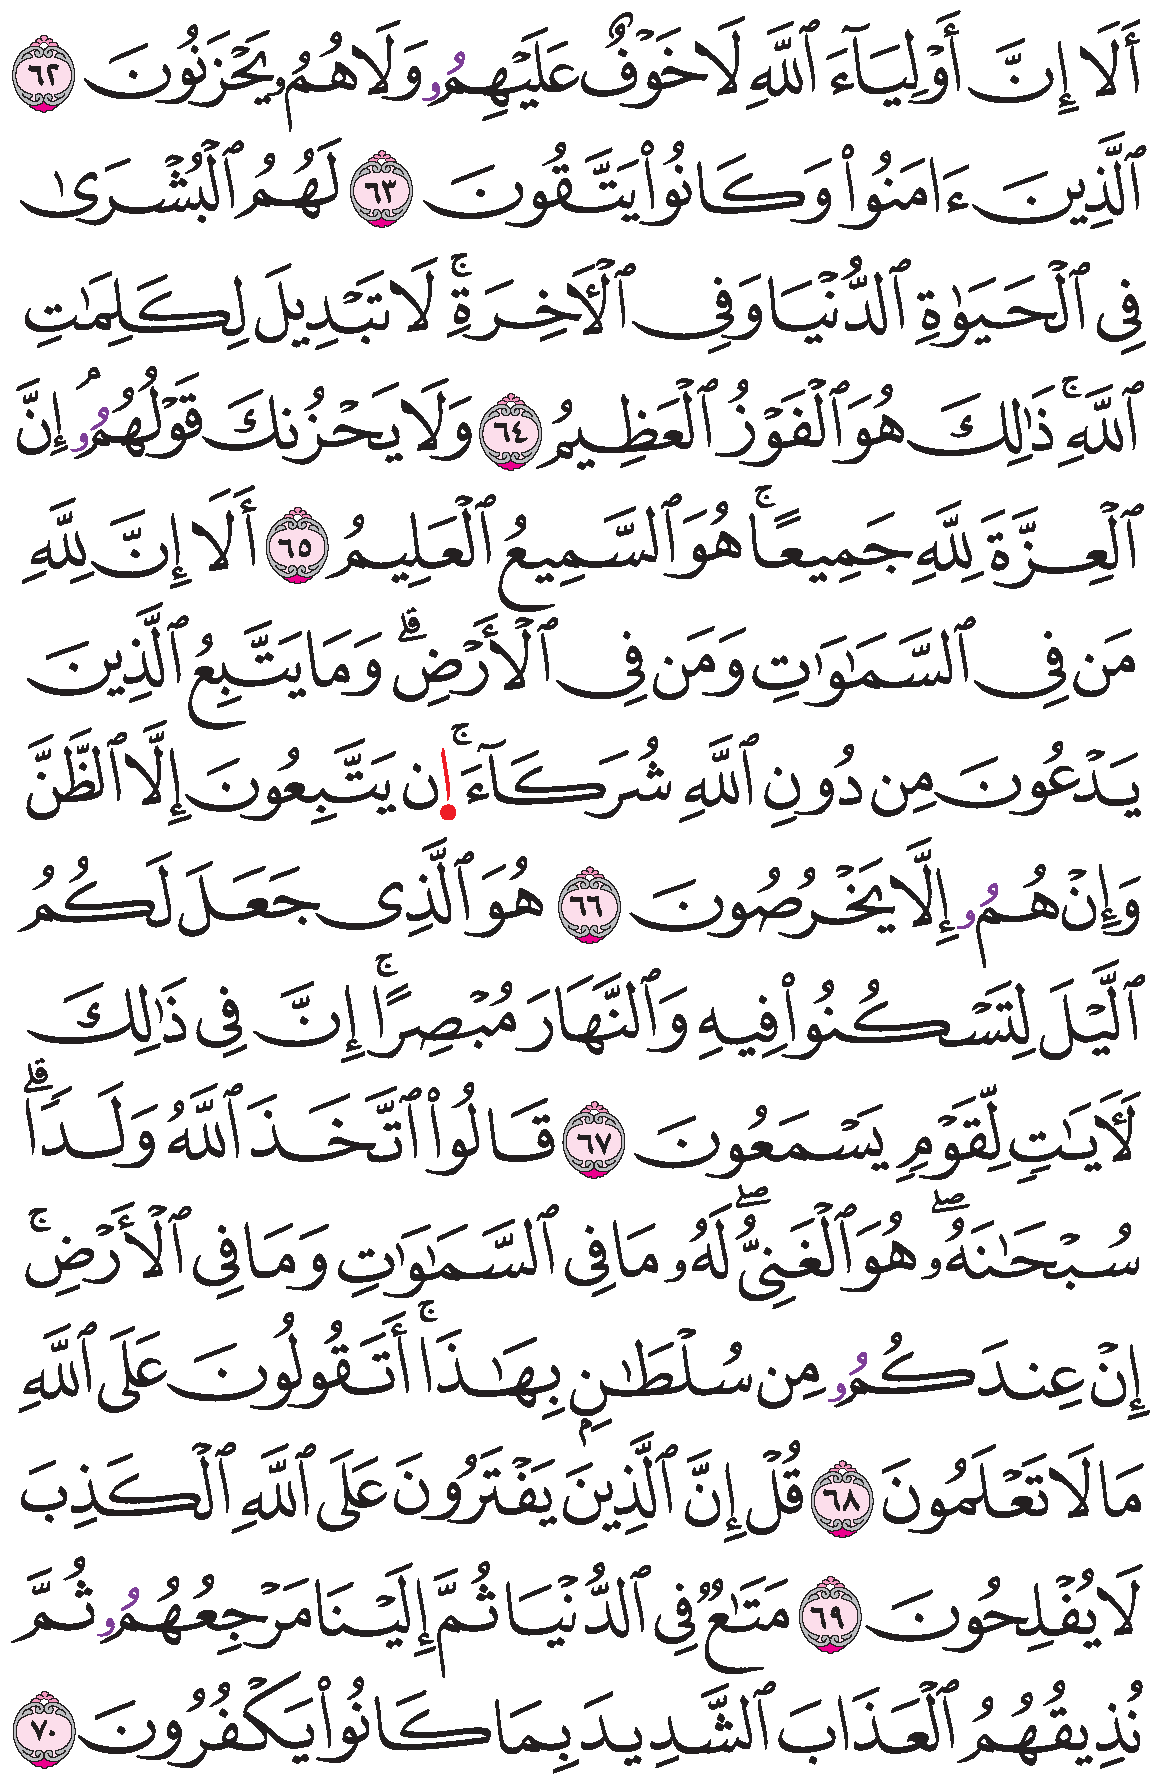 أَلَا إِنَّ أَوْلِيَآءَ ٱللَّهِ لَا خَوْفٌ عَلَيْهِمُۥ وَلَا هُمُۥ يَحْزَنُونَ ٦٢
ٱلَّذِينَ ءَامَنُوا۟ وَكَانُوا۟ يَتَّقُونَ ٦٣ لَهُمُ ٱلْبُشْرَىٰ
فِى ٱلْحَيَوٰةِ ٱلدُّنْيَا وَفِى ٱلْأَخِرَةِ ۚ لَا تَبْدِيلَ لِكَلِمَـٰتِ
ٱللَّهِ ۚ ذَٰلِكَ هُوَ ٱلْفَوْزُ ٱلْعَظِيمُ ٦٤ وَلَا يَحْزُنكَ قَوْلُهُمُۥ ۘ إِنَّ
ٱلْعِزَّةَ لِلَّهِ جَمِيعًا ۚ هُوَ ٱلسَّمِيعُ ٱلْعَلِيمُ ٦٥ أَلَا إِنَّ لِلَّهِ
مَن فِى ٱلسَّمَـٰوَٰتِ وَمَن فِى ٱلْأَرْضِ ۗ وَمَا يَتَّبِعُ ٱلَّذِينَ
يَدْعُونَ مِن دُونِ ٱللَّهِ شُرَكَآءَ ۚ ا۪ن يَتَّبِعُونَ إِلَّا ٱلظَّنَّ
وَإِنْ هُمُۥ إِلَّا يَخْرُصُونَ ٦٦ هُوَ ٱلَّذِى جَعَلَ لَكُمُ
ٱلَّيْلَ لِتَسْكُنُوا۟ فِيهِ وَٱلنَّهَارَ مُبْصِرًا ۚ إِنَّ فِى ذَٰلِكَ
لَأَيَـٰتٍ لِّقَوْمٍ يَسْمَعُونَ ٦٧ قَالُوا۟ ٱتَّخَذَ ٱللَّهُ وَلَدًا ۗ
سُبْحَـٰنَهُۥ ۖ هُوَ ٱلْغَنِىُّ ۖ لَهُۥ مَا فِى ٱلسَّمَـٰوَٰتِ وَمَا فِى ٱلْأَرْضِ ۚ
إِنْ عِندَكُمُۥ مِن سُلْطَـٰنٍۭ بِهَـٰذَا ۚ أَتَقُولُونَ عَلَى ٱللَّهِ
مَا لَا تَعْلَمُونَ ٦٨ قُلْ إِنَّ ٱلَّذِينَ يَفْتَرُونَ عَلَى ٱللَّهِ ٱلْكَذِبَ
لَا يُفْلِحُونَ ٦٩ مَتَـٰعٌ فِى ٱلدُّنْيَا ثُمَّ إِلَيْنَا مَرْجِعُهُمُۥ ثُمَّ
نُذِيقُهُمُ ٱلْعَذَابَ ٱلشَّدِيدَ بِمَا كَانُوا۟ يَكْفُرُونَ ٧٠